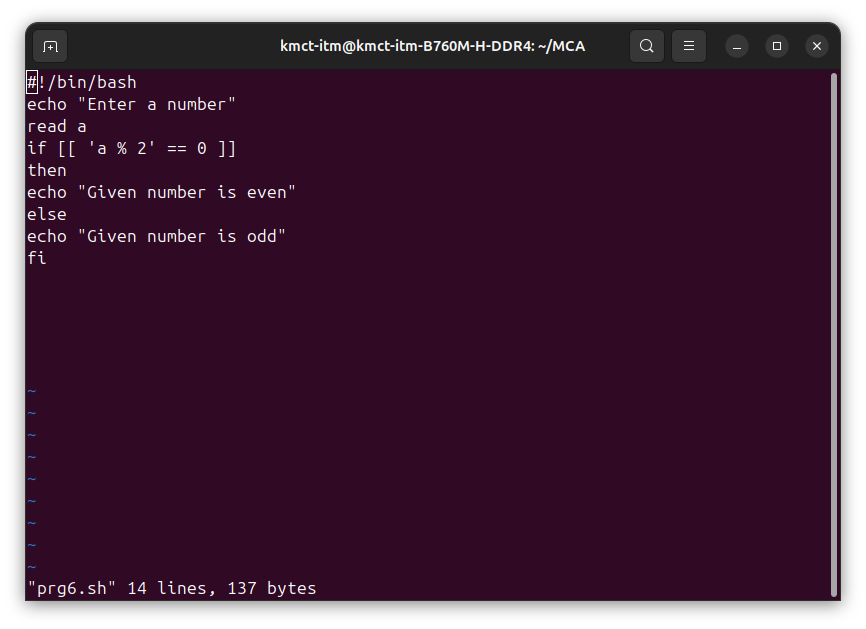 kmct-itm@kmct-itm-B760M-H-DDR4: ~/MCA
#!/bin/bash
echo "Enter a number"
read a
if [[ 'a % 2' == 0 ]]
then
echo "Given number is even"
else
echo "Given number is odd"
fi
~
~
~
~
~
~
~
~
~
"prg6.sh" 14 lines, 137 bytes